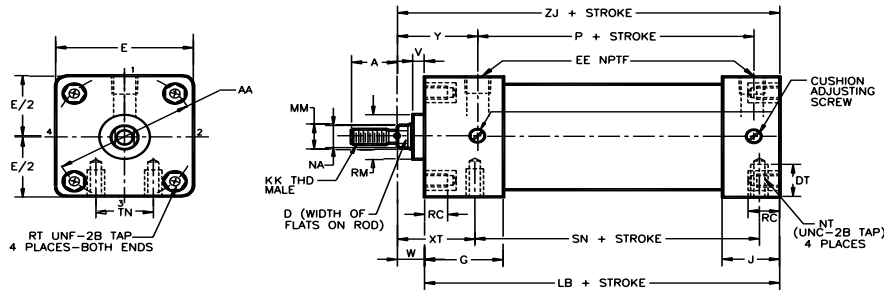 ZJ + STROKE
E
Y
P + STROKE
V
A
EE NPTF
1
AA
CUSHION
ADJUSTING
SCREW
E/2
MM
4
2
E/2
NA
KK THD
MALE
RM
DT
3
TN
D (WIDTH OF
FLATS ON ROD)
RC
RC
NT
(UNC-2B TAP)
4 PLACES
RT UNF-2B TAP
4 PLACES-BOTH ENDS
XT
SN + STROKE
W
G
J
LB + STROKE